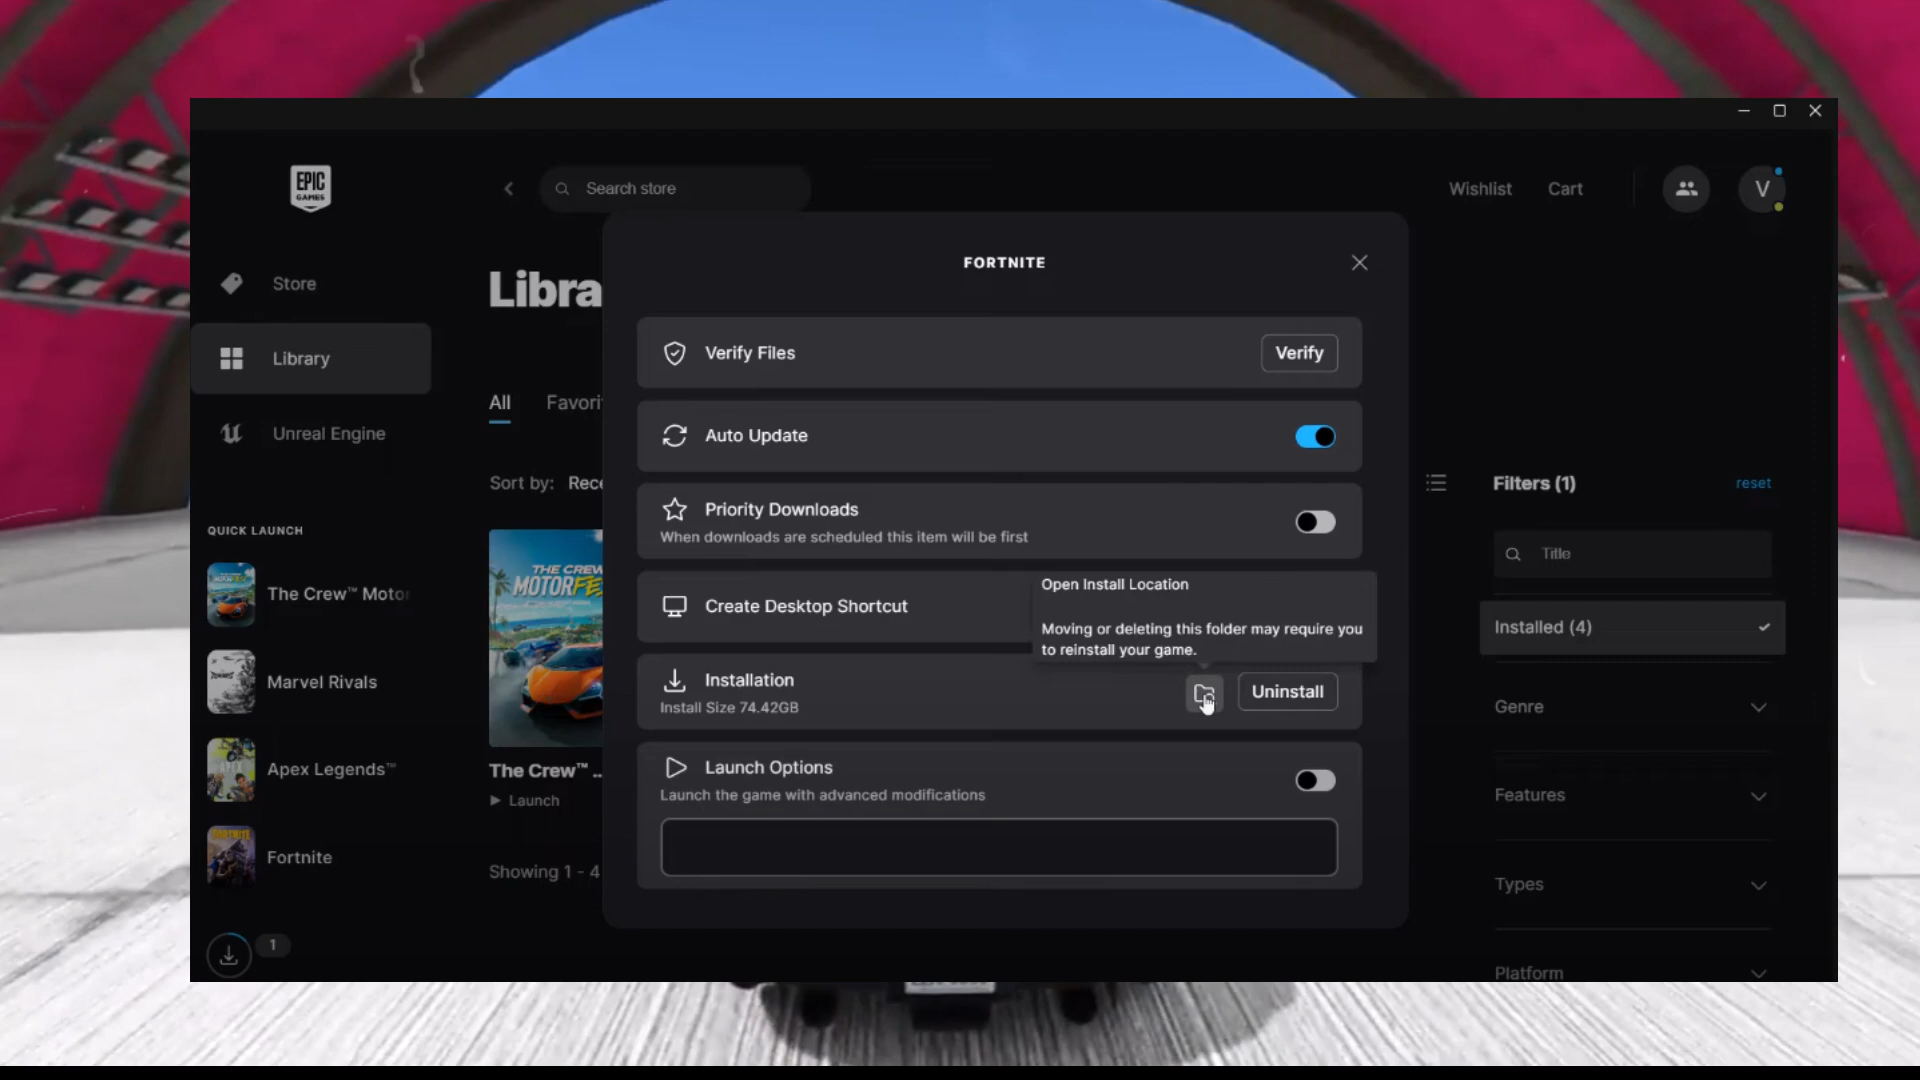 EPIC
GAMES
Search store
Wishlist
Cart
V
Store
Library
Unreal Engine
QUICK LAUNCH
The Crew™ Motor
Marvel Rivals
Apex Legends™
Fortnite
1
Libra
All
Favori
Sort by: Rece
THE CREW
MOTORFE
The Crew™ ..
Launch
Showing 1 - 4
FORTNITE
Verify Files
Verify
Auto Update
Priority Downloads
When downloads are scheduled this item will be first
Create Desktop Shortcut
Open Install Location
Moving or deleting this folder may require you
to reinstall your game.
Installation
Install Size 74.42GB
Uninstall
Launch Options
Launch the game with advanced modifications
Filters (1)
reset
Title
Installed (4)
Genre
Features
Types
Platform